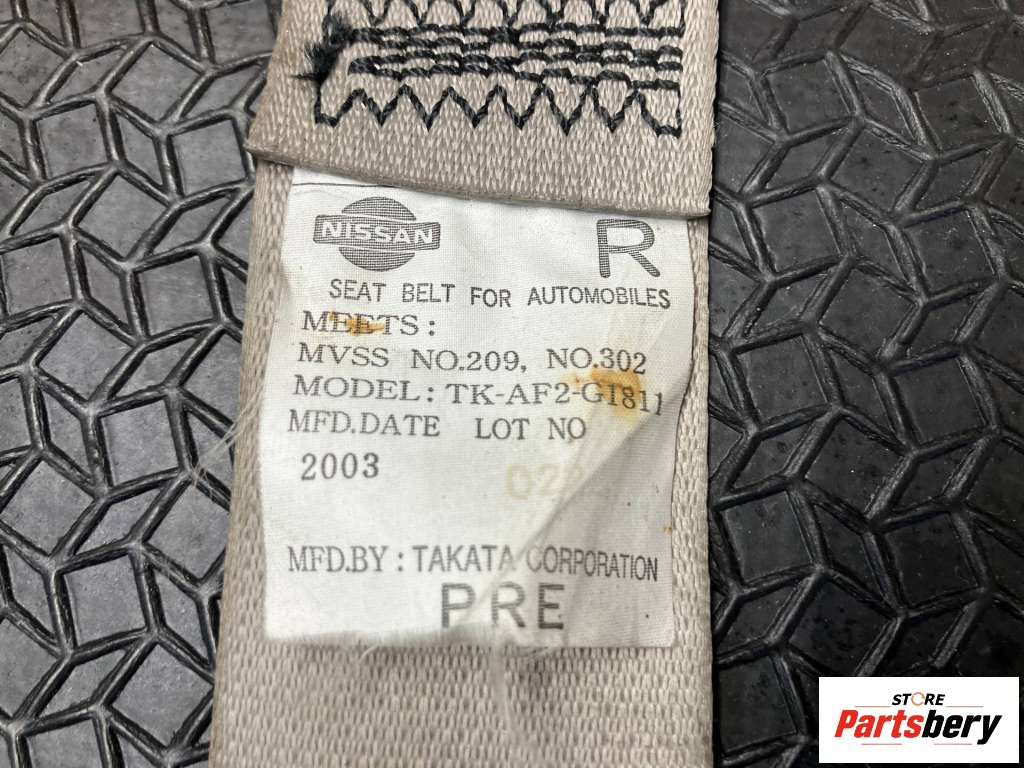 NISSAN
R
SEAT BELT FOR AUTOMOBILES
MEETS:
MVSS NO.209, NO.302
MODEL: TK-AF2-G1811
MFD.DATE LOT NO
2003
MFD.BY : TAKATA CORPORATION
PRE
STORE
Partsbery